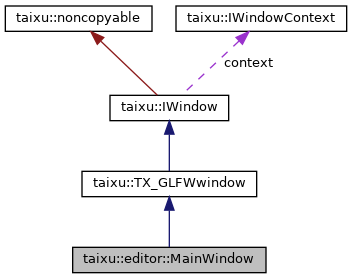 taixu::noncopyable
taixu::IWindowContext
context
taixu::IWindow
taixu::TX_GLFWwindow
taixu::editor::MainWindow